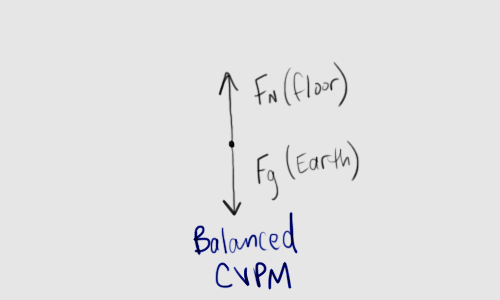 FN (floor)
Fg (Earth)
Balanced
CVPM